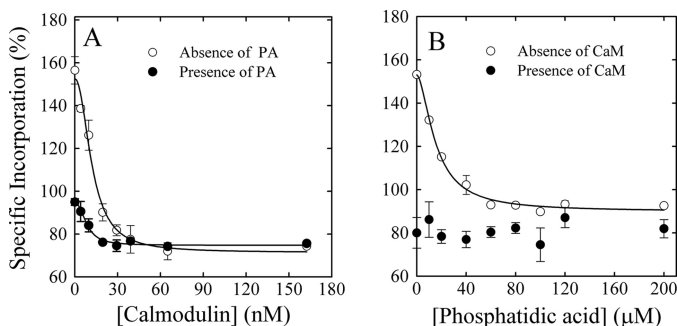 A
Absence of PA
Presence of PA
Specific Incorporation (%)
180
160
140
120
100
80
60
0 30 60 90 120 150 180
[Calmodulin] (nM)
B
Absence of CaM
Presence of CaM
180
160
140
120
100
80
60
0 40 80 120 160 200
[Phosphatidic acid] (μM)